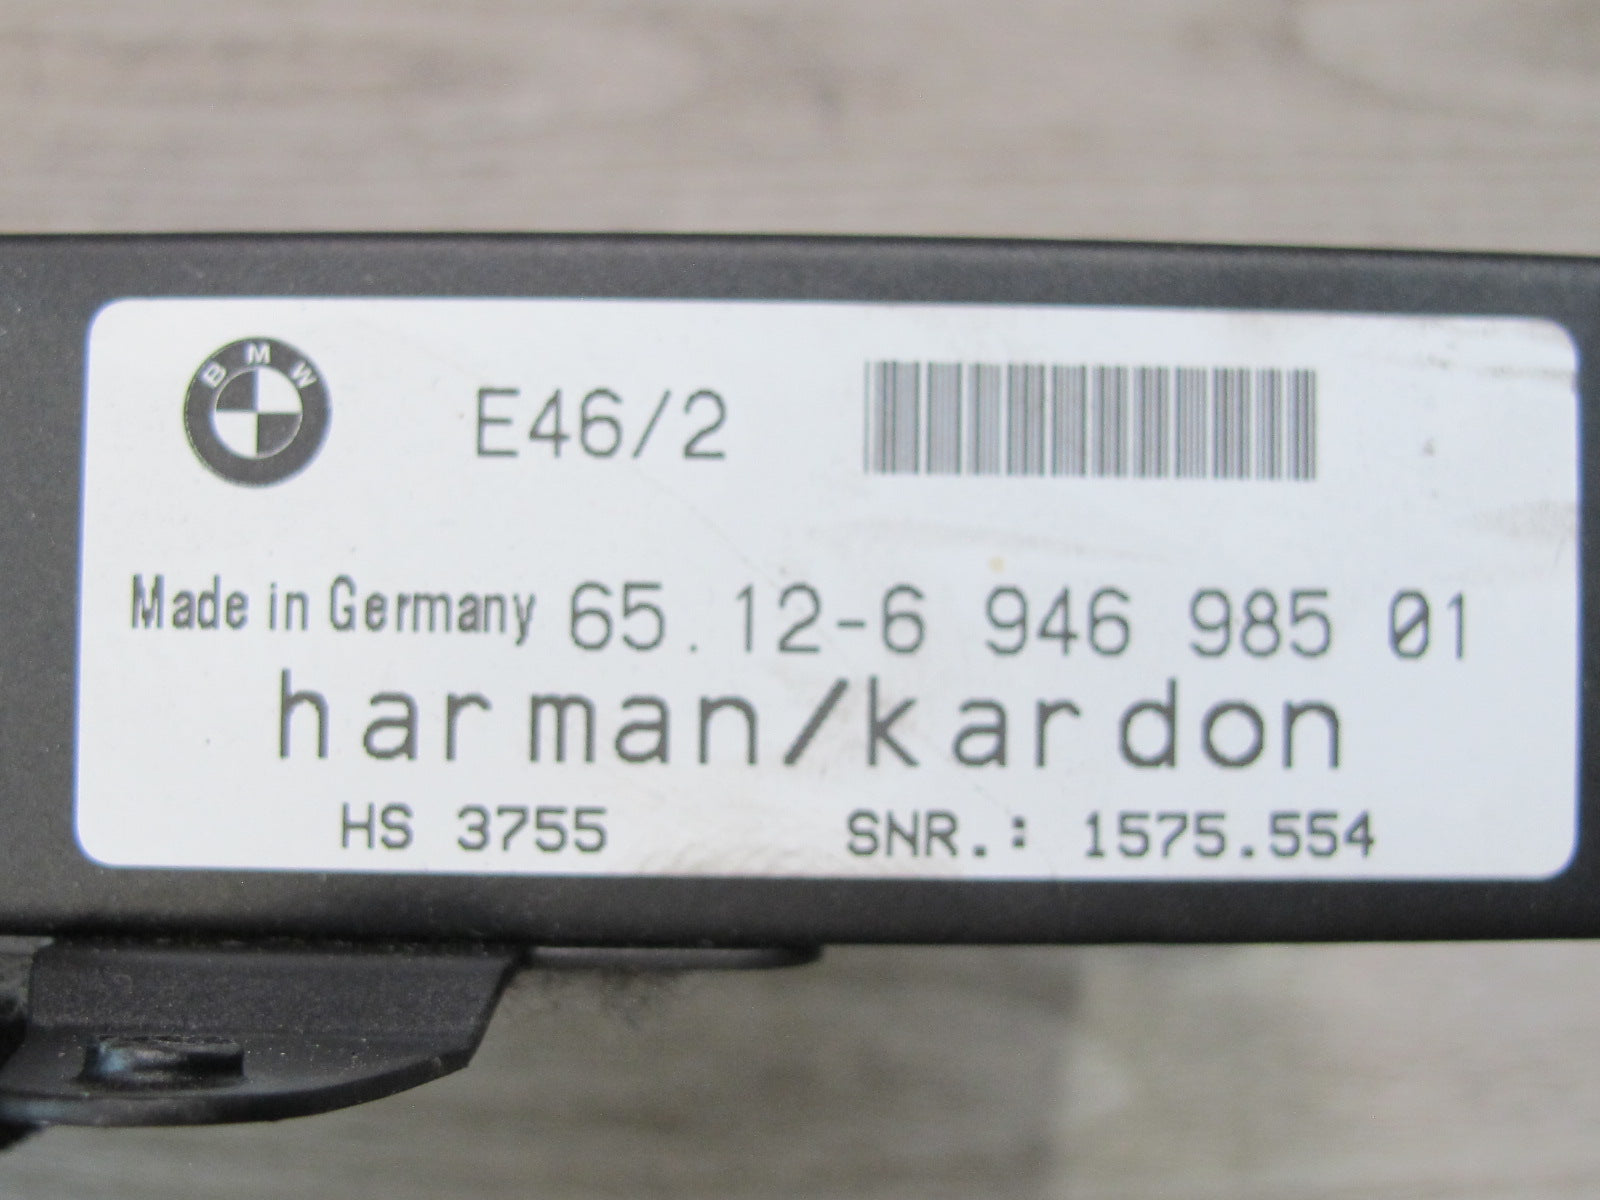 BMW
E46/2
Made in Germany 65.12-6 946 985 01
harman/kardon
HS 3755 SNR.: 1575.554